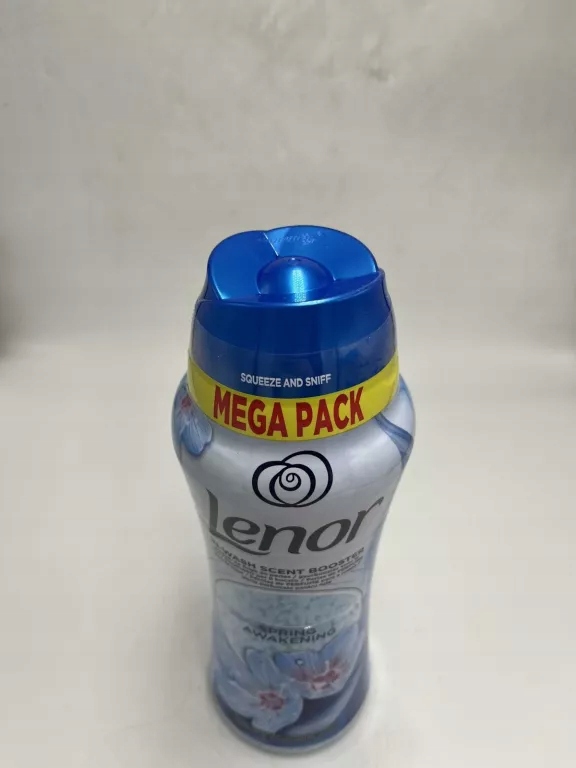 SQUEEZE AND SNIFF
MEGA PACK
Lenor
WASH SCENT BOOSTER
SPRING
AWAKENING